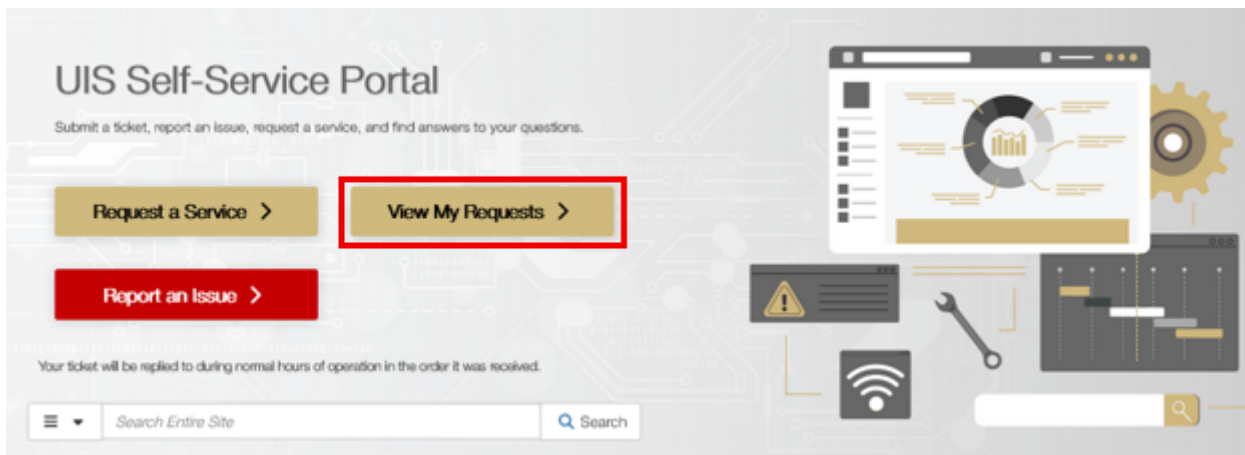 UIS Self-Service Portal
Submit a ticket, report an issue, request a service, and find answers to your questions.
Request a Service
View My Requests
Report an Issue
Your ticket will be replied to during normal hours of operation in the order it was received.
Search Entire Site
Search